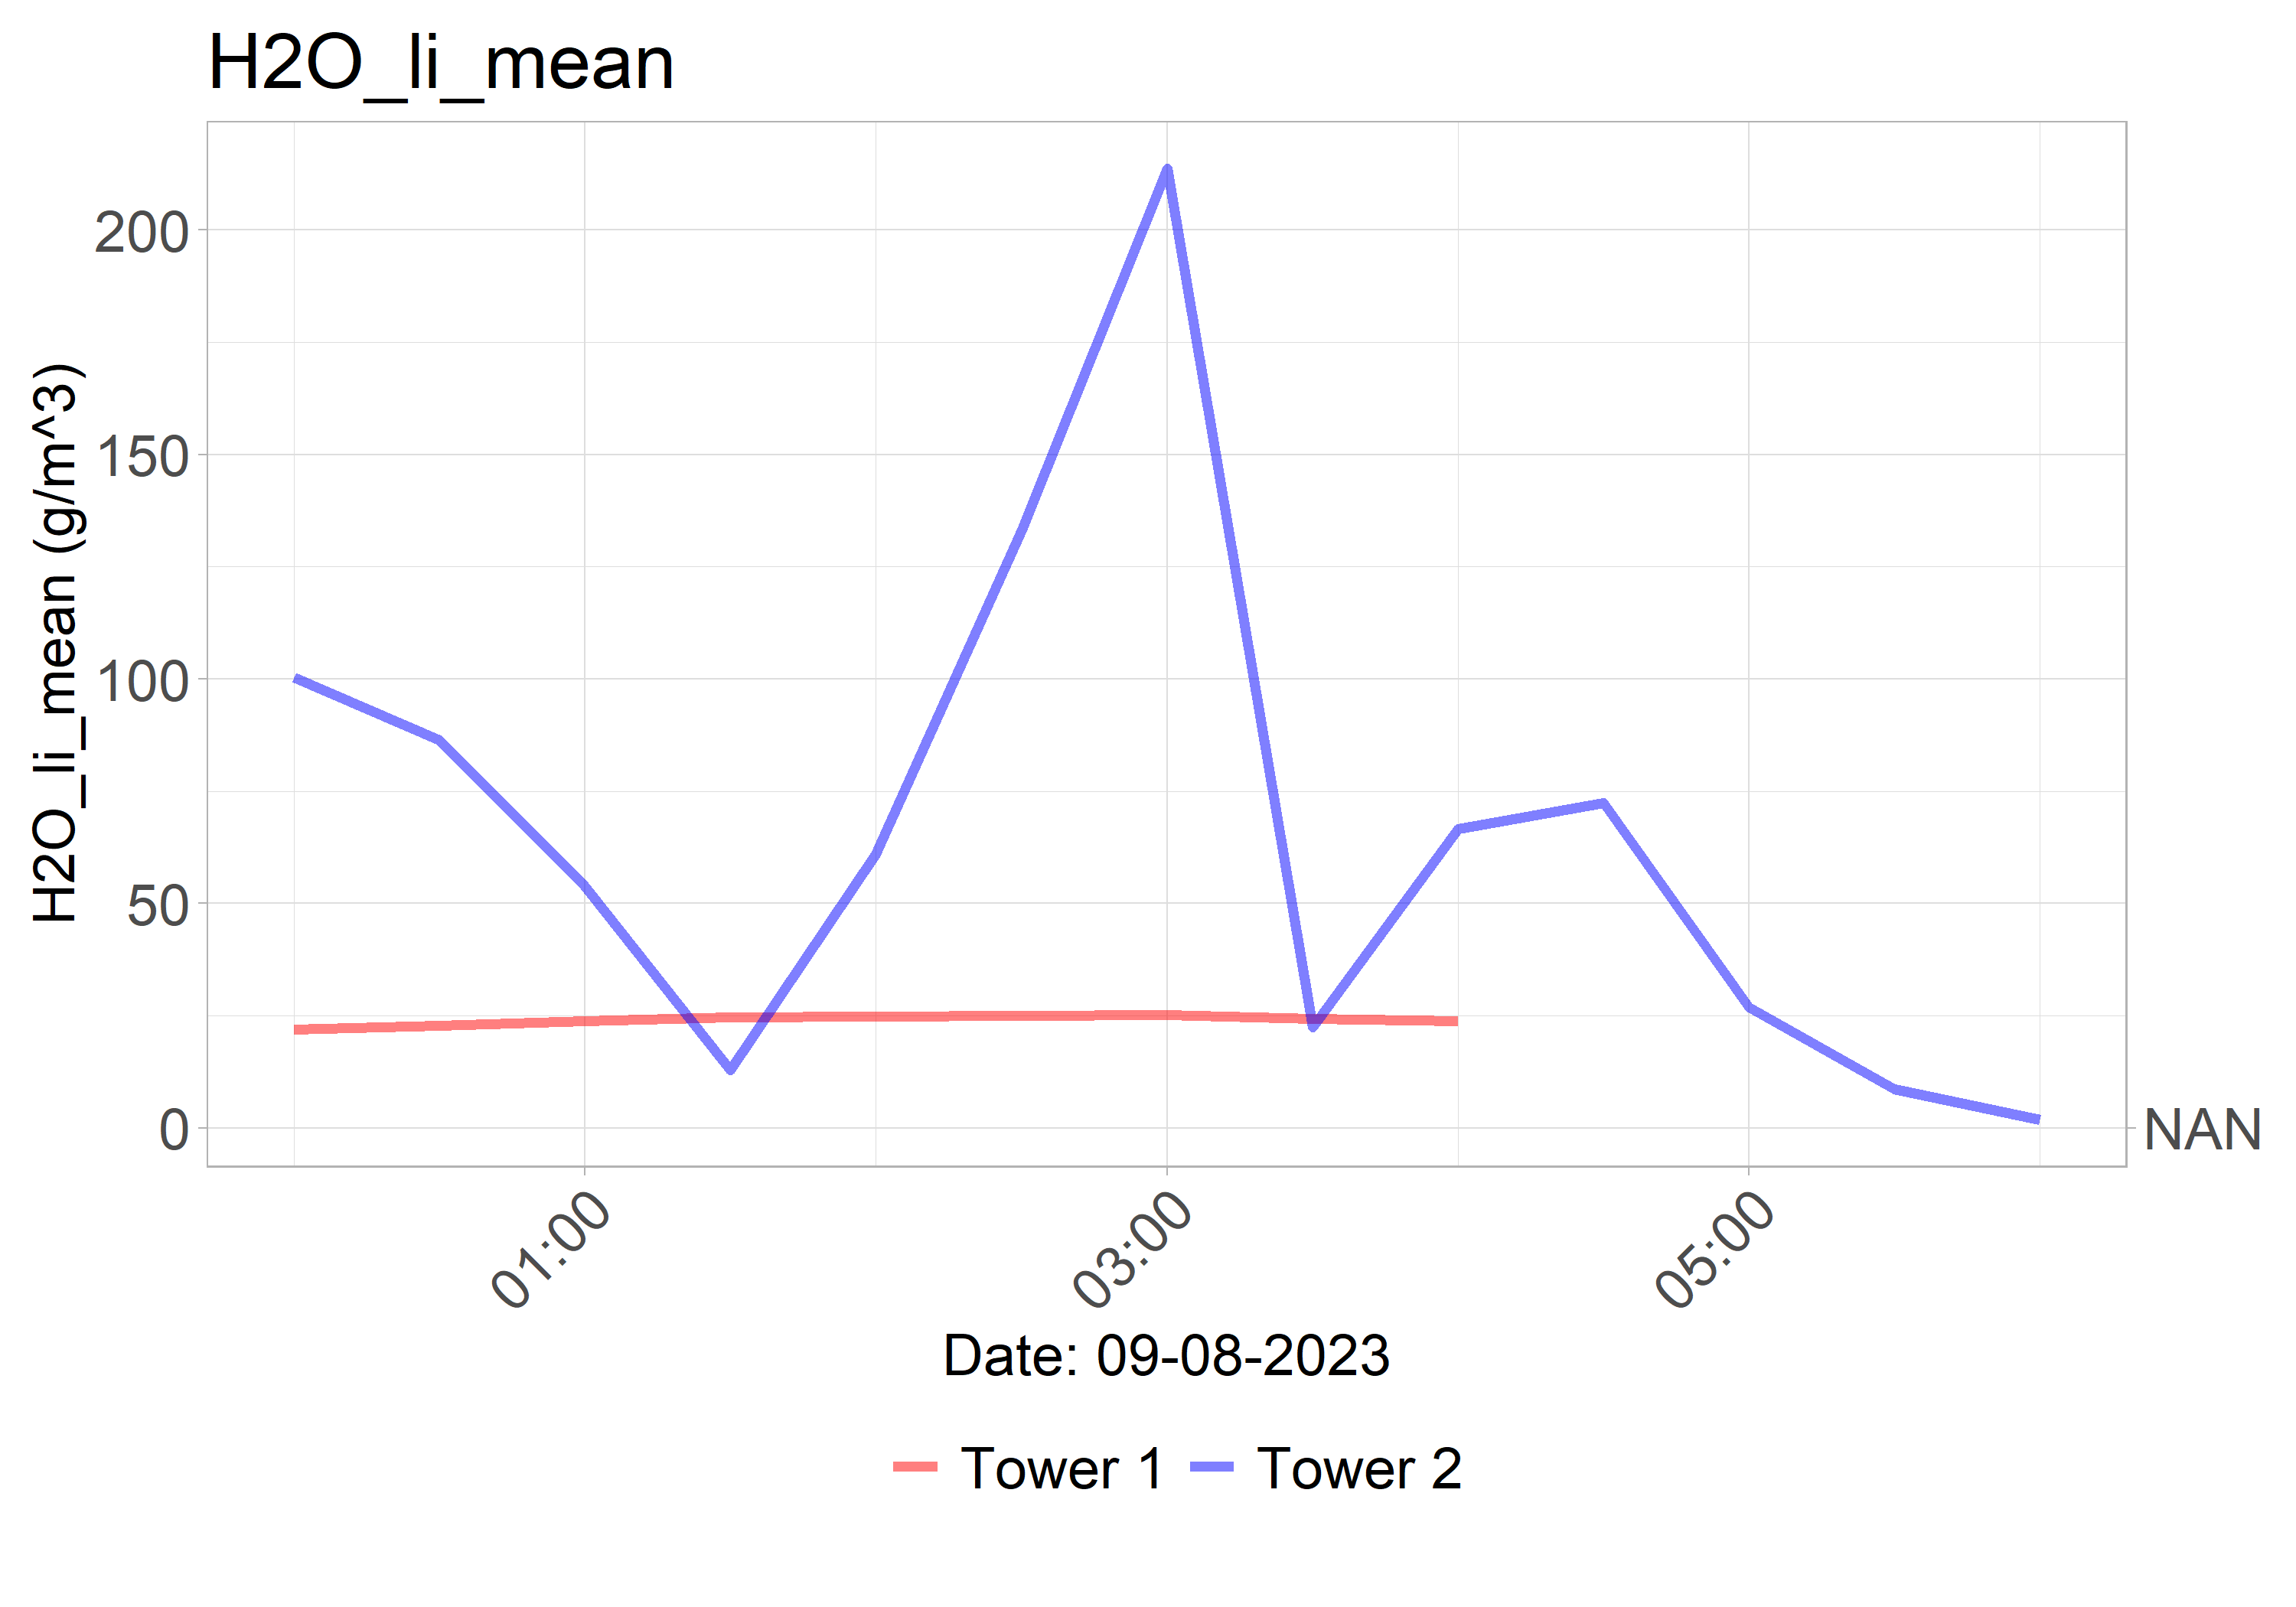 H2O_li_mean
H2O_li_mean (g/m^3)
200
150
100
50
0
NAN
01:00
03:00
05:00
Date: 09-08-2023
Tower 1
Tower 2